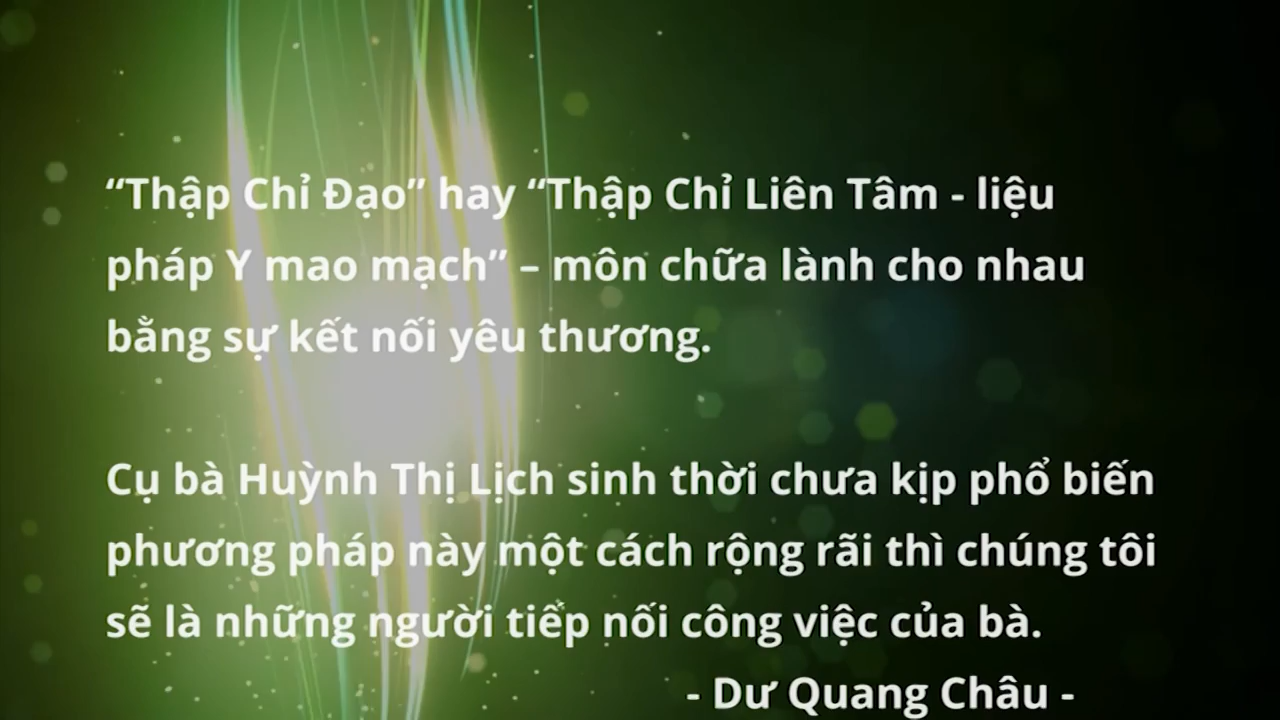 “Thập Chỉ Đạo” hay “Thập Chỉ Liên Tâm - liệu
pháp Y mao mạch” – môn chữa lành cho nhau
bằng sự kết nối yêu thương.
Cụ bà Huỳnh Thị Lịch sinh thời chưa kịp phổ biến
phương pháp này một cách rộng rãi thì chúng tôi
sẽ là những người tiếp nối công việc của bà.
- Dư Quang Châu -